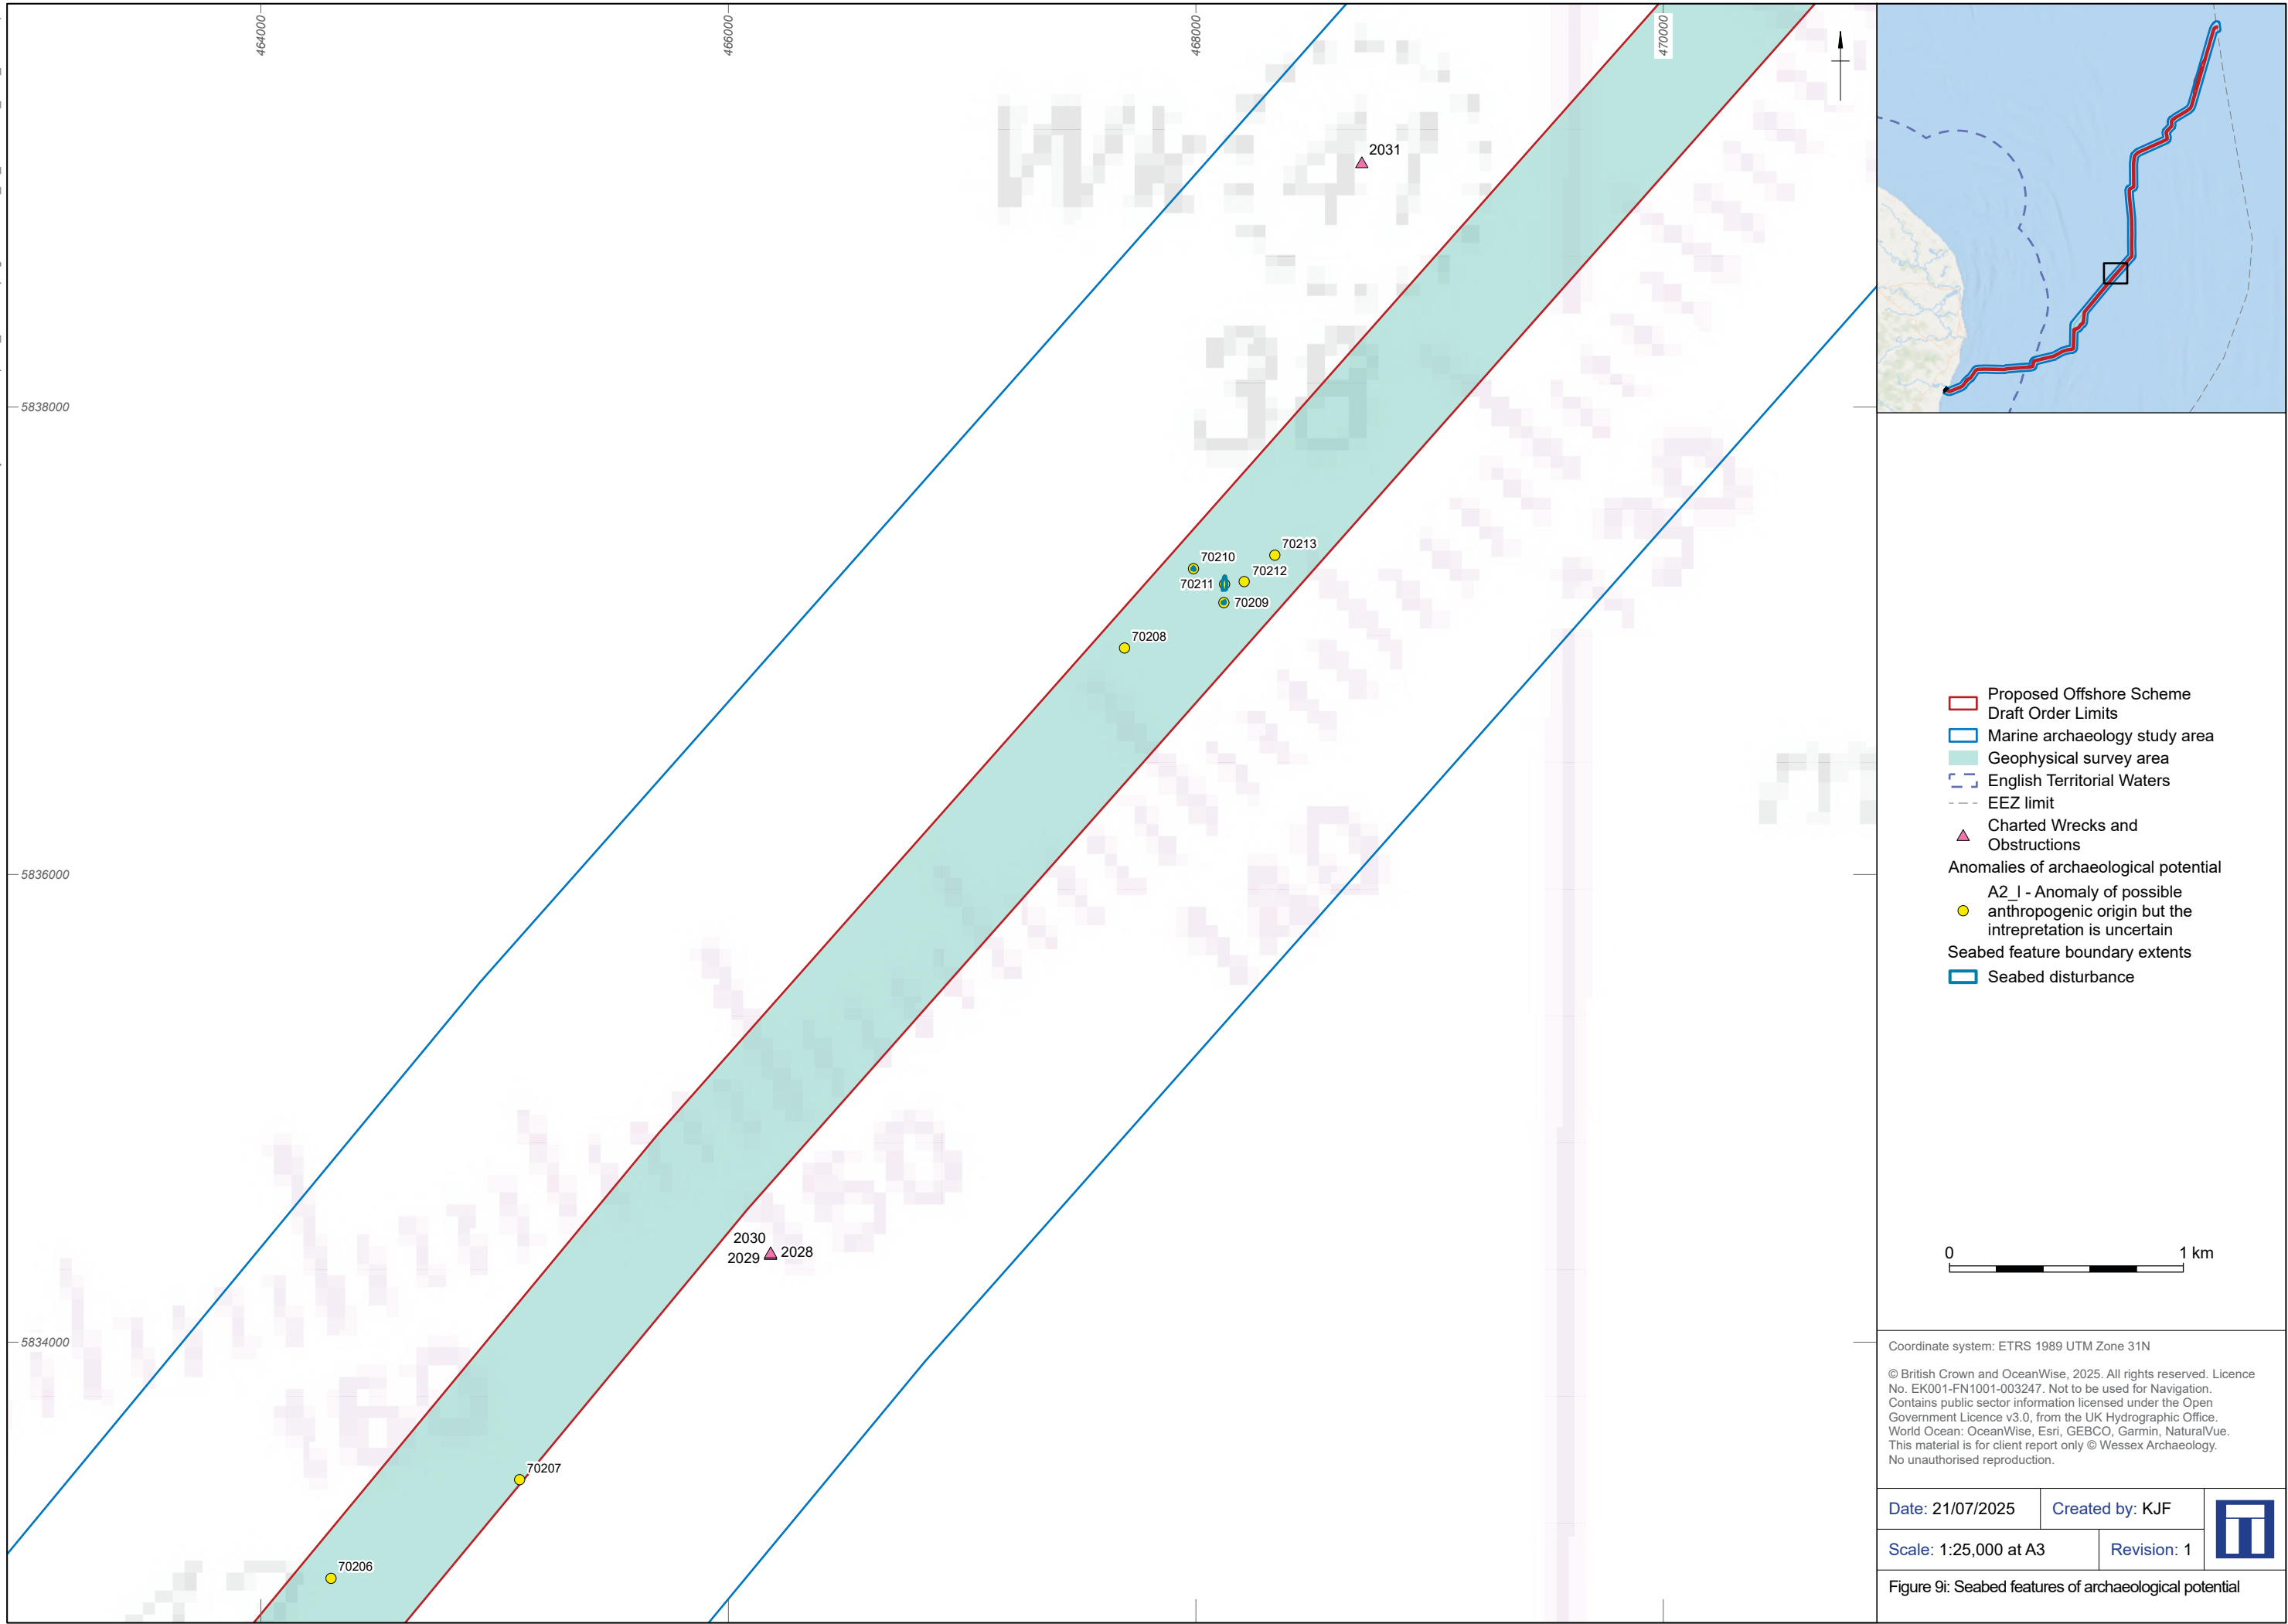 464000
466000
468000
470000
5838000
5836000
5834000
Wk
47
38
2031
70210
70213
70211
70212
70209
70208
2030
2029
2028
70207
70206
Proposed Offshore Scheme
Draft Order Limits
Marine archaeology study area
Geophysical survey area
English Territorial Waters
EEZ limit
Charted Wrecks and
Obstructions
Anomalies of archaeological potential
A2_l - Anomaly of possible
anthropogenic origin but the
intrepretation is uncertain
Seabed feature boundary extents
Seabed disturbance
0 1 km
Coordinate system: ETRS 1989 UTM Zone 31N
© British Crown and OceanWise, 2025. All rights reserved. Licence
No. EK001-FN1001-003247. Not to be used for Navigation.
Contains public sector information licensed under the Open
Government Licence v3.0, from the UK Hydrographic Office.
World Ocean: OceanWise, Esri, GEBCO, Garmin, NaturalVue.
This material is for client report only © Wessex Archaeology.
No unauthorised reproduction.
Date: 21/07/2025
Created by: KJF
Scale: 1:25,000 at A3
Revision: 1
Figure 9i: Seabed features of archaeological potential